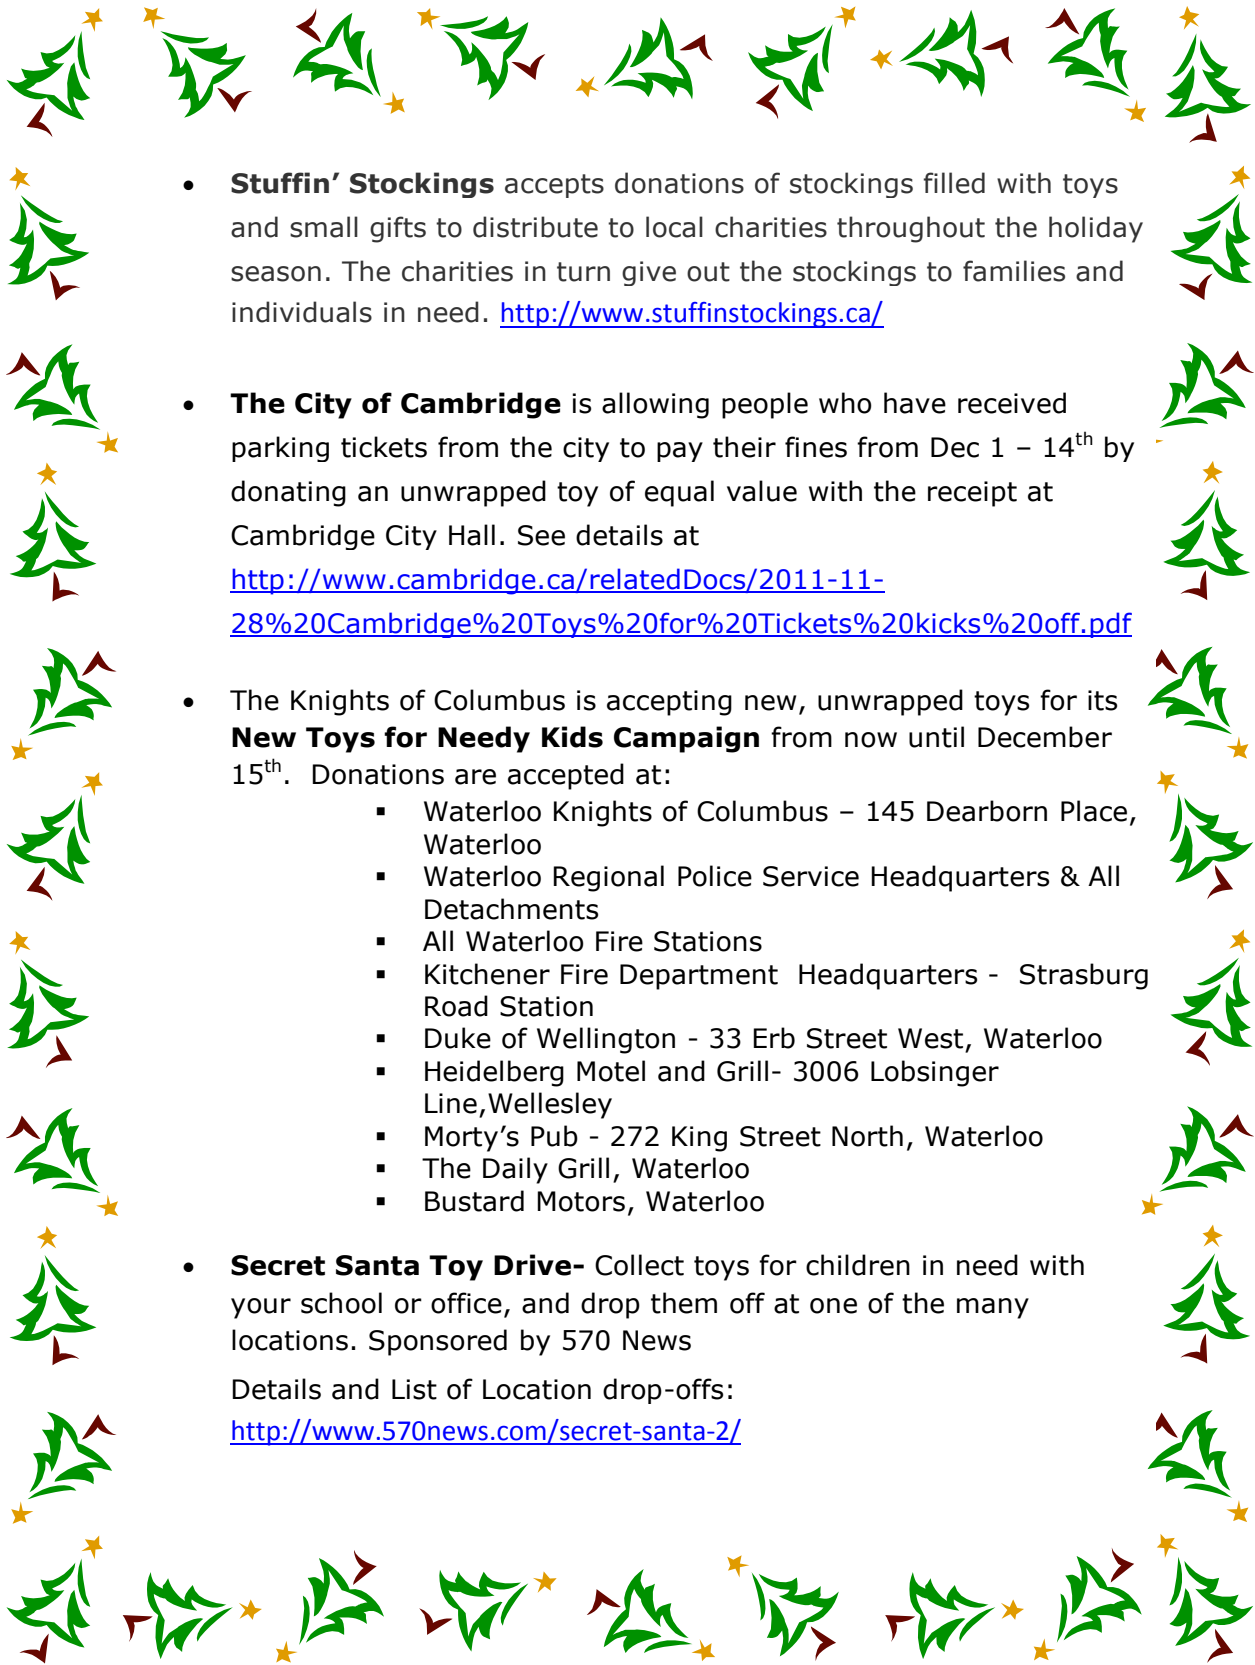 • Stuffin’ Stockings accepts donations of stockings filled with toys
and small gifts to distribute to local charities throughout the holiday
season. The charities in turn give out the stockings to families and
individuals in need. http://www.stuffinstockings.ca/
• The City of Cambridge is allowing people who have received
parking tickets from the city to pay their fines from Dec 1 – 14th by
donating an unwrapped toy of equal value with the receipt at
Cambridge City Hall. See details at
http://www.cambridge.ca/relatedDocs/2011-11-
28%20Cambridge%20Toys%20for%20Tickets%20kicks%20off.pdf
• The Knights of Columbus is accepting new, unwrapped toys for its
New Toys for Needy Kids Campaign from now until December
15th. Donations are accepted at:
▪ Waterloo Knights of Columbus – 145 Dearborn Place,
Waterloo
▪ Waterloo Regional Police Service Headquarters & All
Detachments
▪ All Waterloo Fire Stations
▪ Kitchener Fire Department Headquarters - Strasburg
Road Station
▪ Duke of Wellington - 33 Erb Street West, Waterloo
▪ Heidelberg Motel and Grill- 3006 Lobsinger
Line,Wellesley
▪ Morty’s Pub - 272 King Street North, Waterloo
▪ The Daily Grill, Waterloo
▪ Bustard Motors, Waterloo
• Secret Santa Toy Drive- Collect toys for children in need with
your school or office, and drop them off at one of the many
locations. Sponsored by 570 News
Details and List of Location drop-offs:
http://www.570news.com/secret-santa-2/